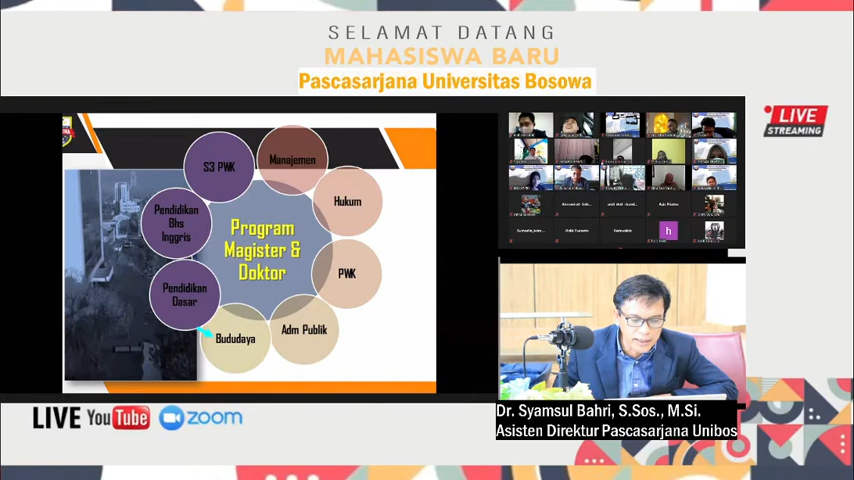 SELAMAT DATANG
MAHASISWA BARU
Pascasarjana Universitas Bosowa
LIVE
STREAMING
S3 PWK
Manajemen
Hukum
Pendidikan
Bhs
Inggris
Program
Magister &
Doktor
PWK
Pendidikan
Dasar
Adm Publik
Bududaya
h
LIVE YouTube zoom
Dr. Syamsul Bahri, S.Sos., M.Si.
Asisten Direktur Pascasarjana Unibos